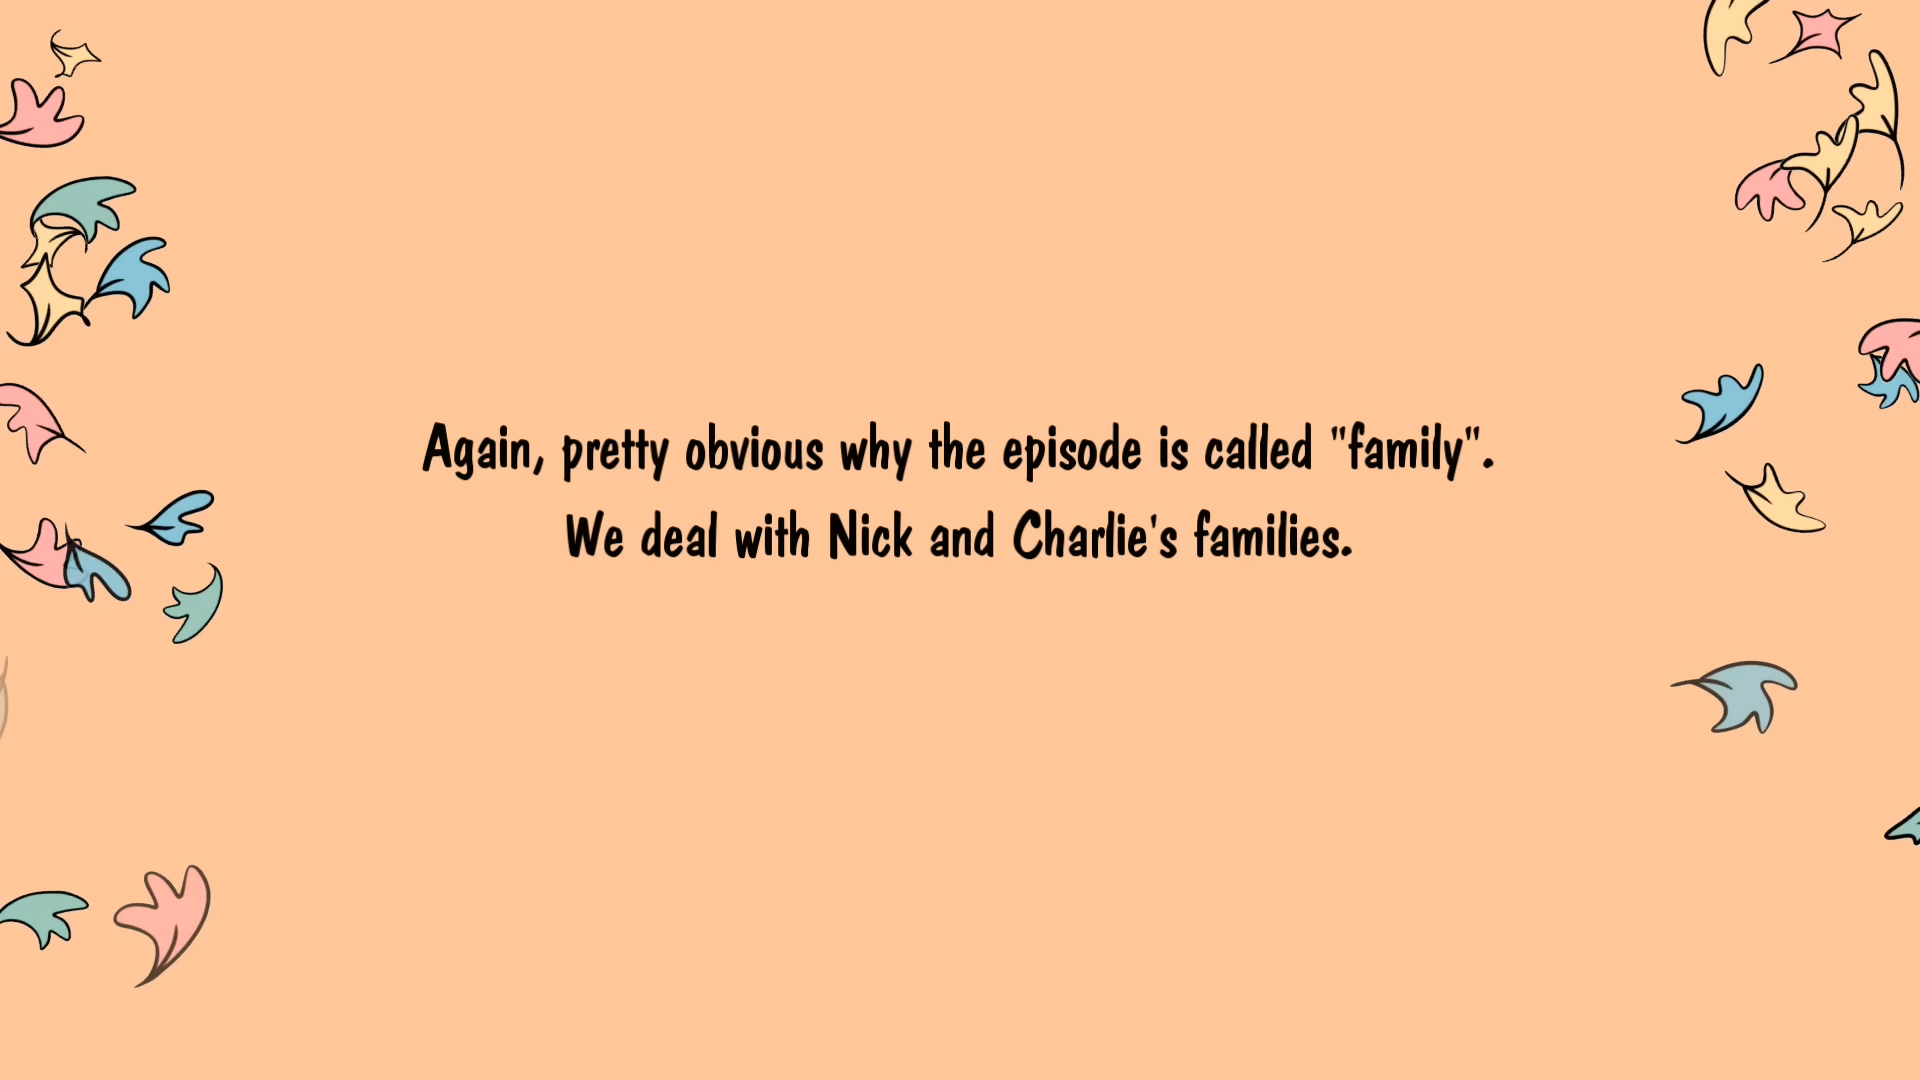 Again, pretty obvious why the episode is called "family".
We deal with Nick and Charlie's families.